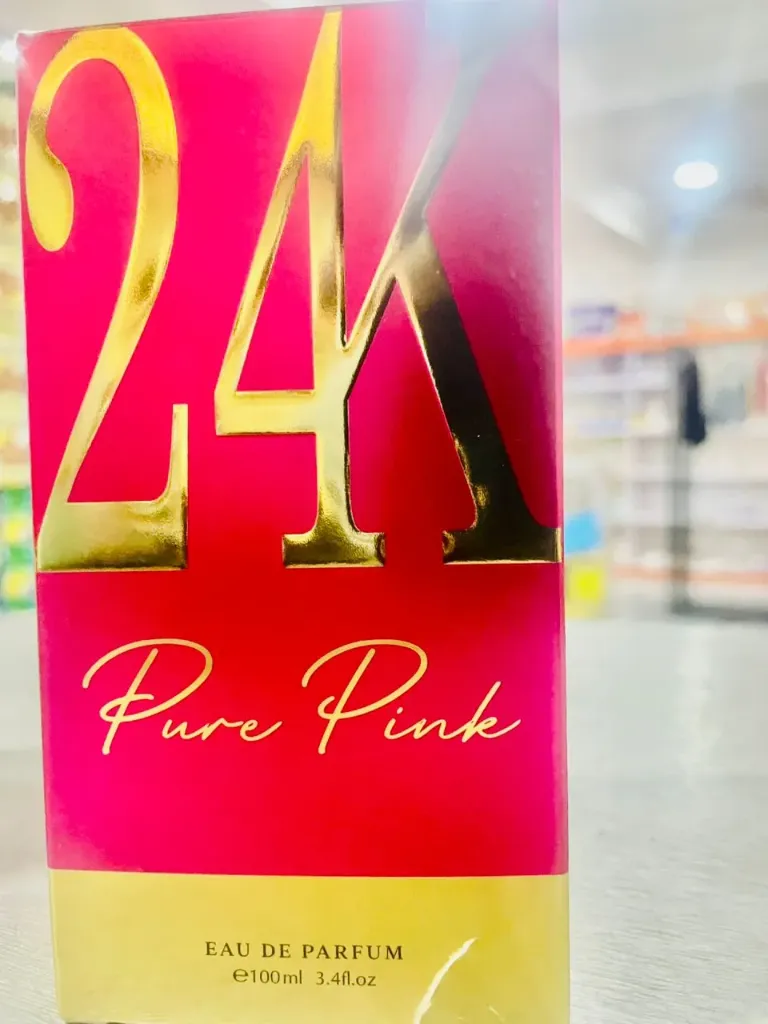 24K
Pure Pink
EAU DE PARFUM
℮100ml 3.4fl.oz